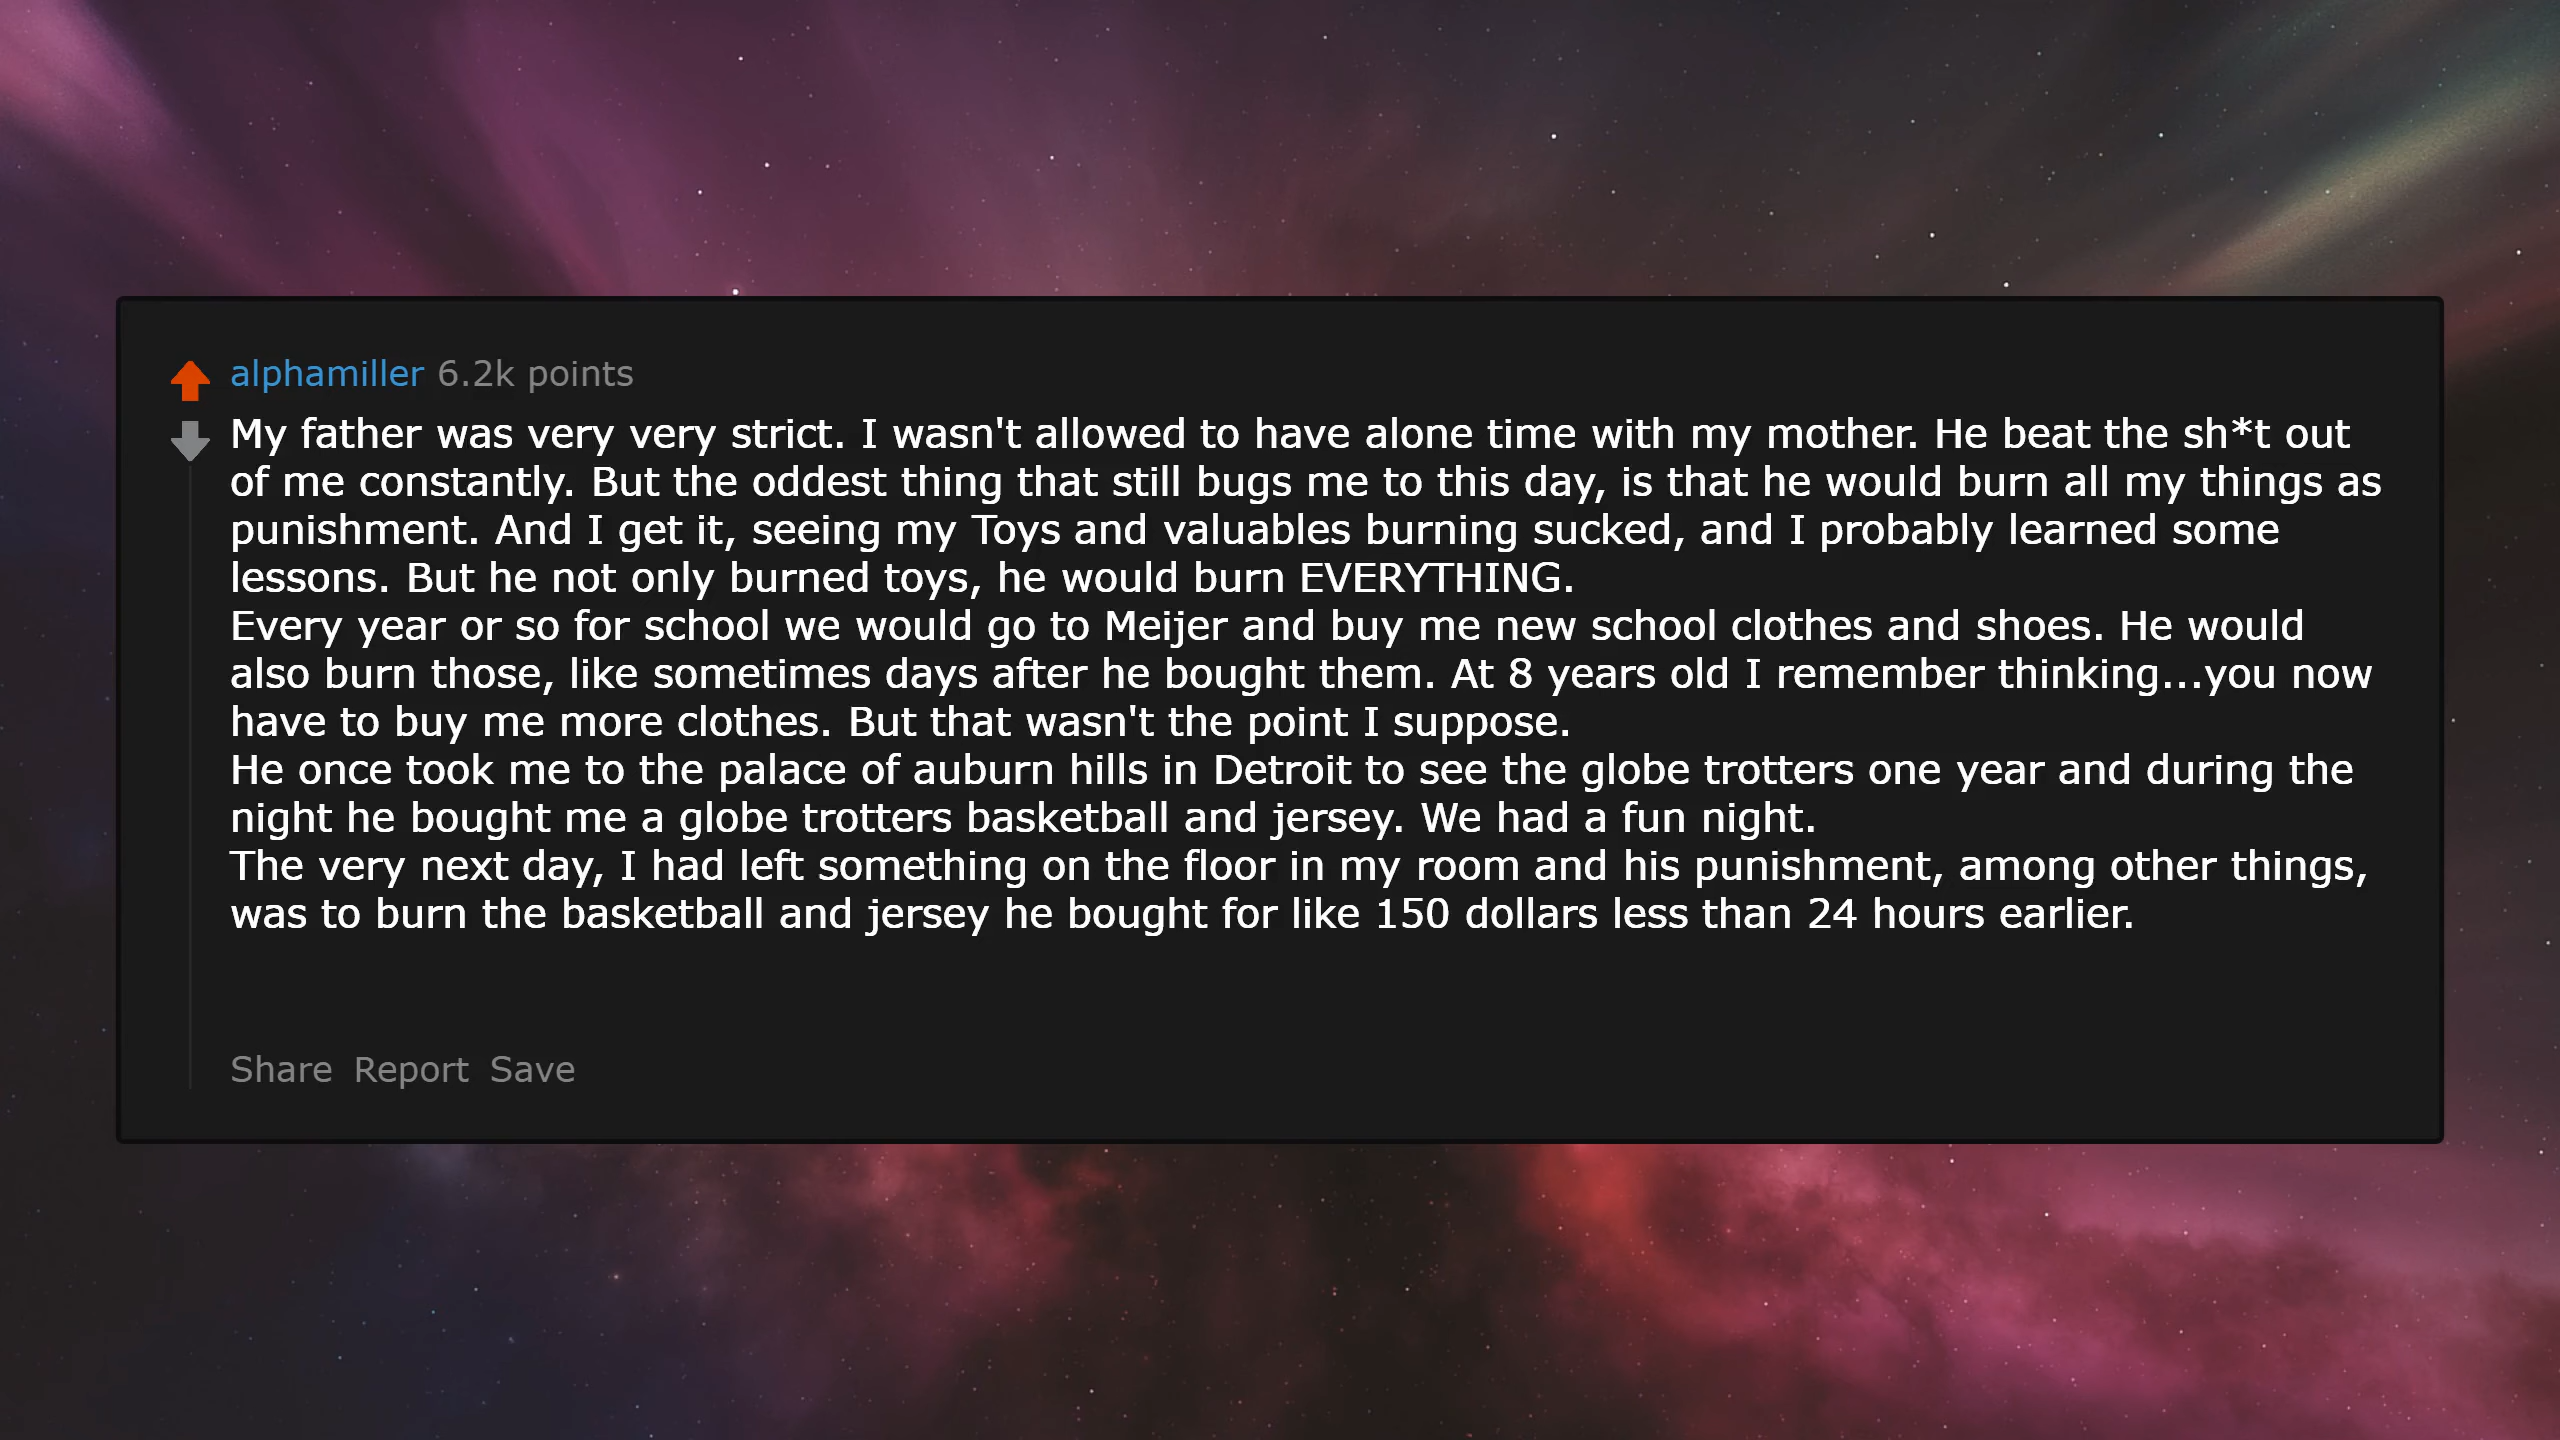 alphamiller 6.2k points
My father was very very strict. I wasn't allowed to have alone time with my mother. He beat the sh*t out
of me constantly. But the oddest thing that still bugs me to this day, is that he would burn all my things as
punishment. And I get it, seeing my Toys and valuables burning sucked, and I probably learned some
lessons. But he not only burned toys, he would burn EVERYTHING.
Every year or so for school we would go to Meijer and buy me new school clothes and shoes. He would
also burn those, like sometimes days after he bought them. At 8 years old I remember thinking...you now
have to buy me more clothes. But that wasn't the point I suppose.
He once took me to the palace of auburn hills in Detroit to see the globe trotters one year and during the
night he bought me a globe trotters basketball and jersey. We had a fun night.
The very next day, I had left something on the floor in my room and his punishment, among other things,
was to burn the basketball and jersey he bought for like 150 dollars less than 24 hours earlier.
Share Report Save